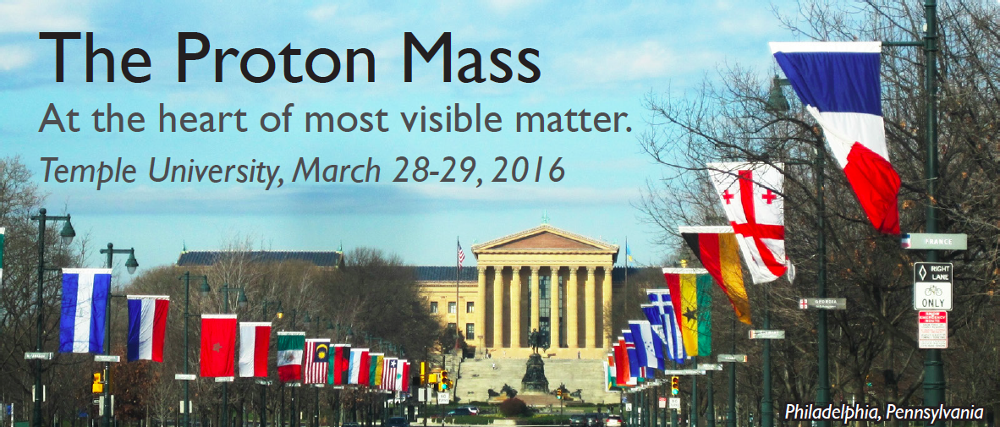 The Proton Mass
At the heart of most visible matter.
Temple University, March 28-29, 2016
FRANCE
RIGHT
LANE
ONLY
GEORGIA
Philadelphia, Pennsylvania